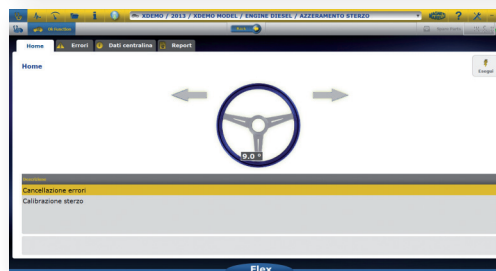 XDEMO / 2013 / XDEMO MODEL / ENGINE DIESEL / AZZERAMENTO STERZO
Back
Home
Errori
Dati centralina
Report
Home
Esegui
9.0 °
Cancellazione errori
Calibrazione sterzo
Flex